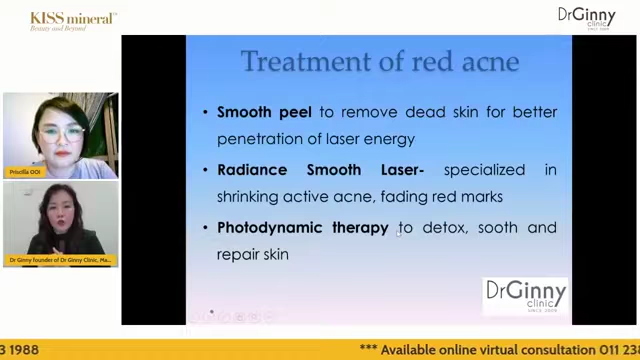 KISS mineral™
Beauty and Beyond
DrGinny
clinic
SINCE 2009
Treatment of red acne
• Smooth peel to remove dead skin for better
penetration of laser energy
• Radiance Smooth Laser- specialized in
shrinking active acne, fading red marks
• Photodynamic therapy to detox, sooth and
repair skin
Priscilla OOI
Dr Ginny founder of Dr Ginny Clinic, Ma...
DrGinny
clinic
SINCE 2009
3 1988
*** Available online virtual consultation 011 23